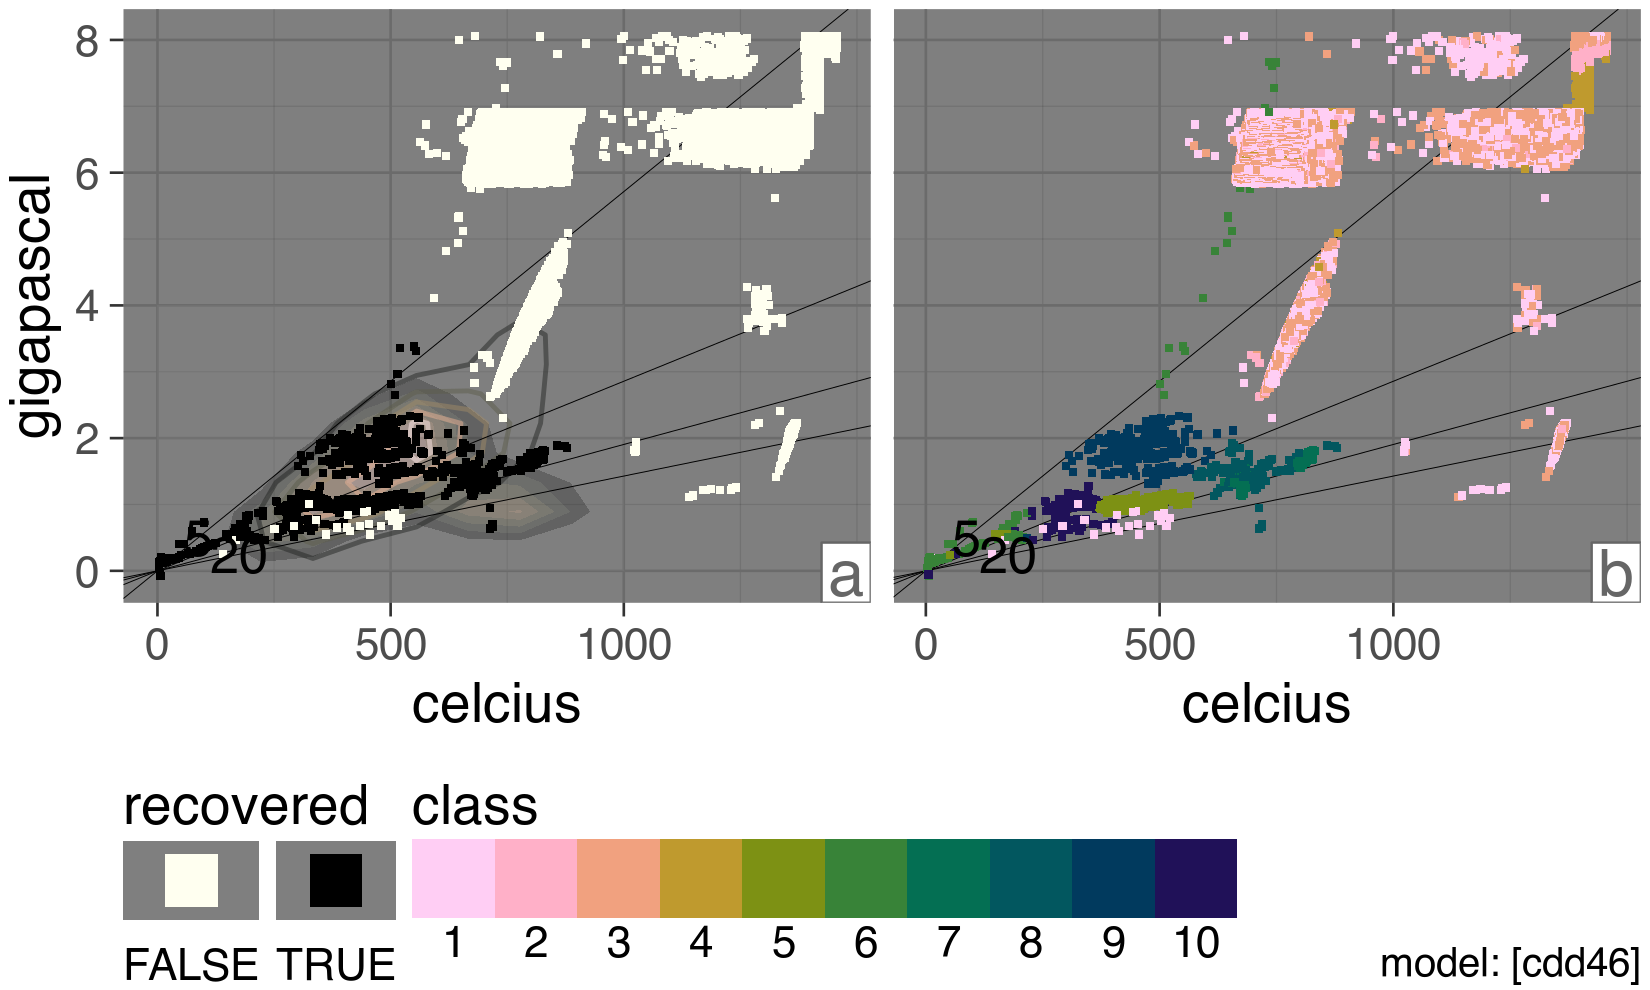 gigapascal
8
6
4
2
0
5
20
a
5
20
b
0 500 1000
0 500 1000
celcius
celcius
recovered
FALSE TRUE
class
1 2 3 4 5 6 7 8 9 10
model: [cdd46]